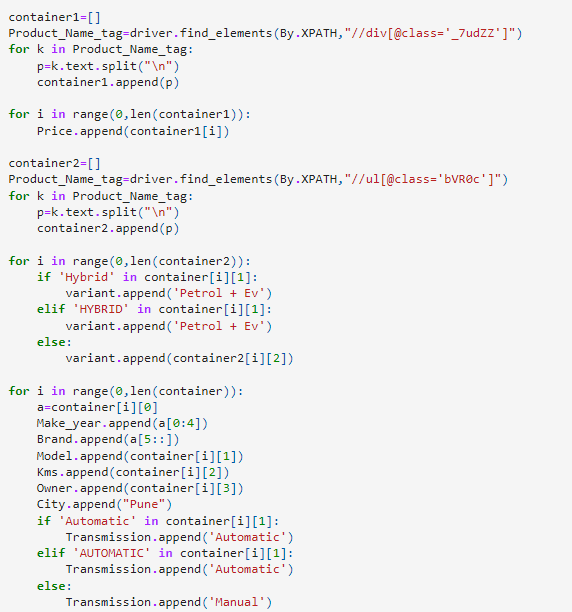 container1=[]
Product_Name_tag=driver.find_elements(By.XPATH,"//div[@class='_7udZZ']")
for k in Product_Name_tag:
    p=k.text.split("\n")
    container1.append(p)

for i in range(0,len(container1)):
    Price.append(container1[i])

container2=[]
Product_Name_tag=driver.find_elements(By.XPATH,"//ul[@class='bVR0c']")
for k in Product_Name_tag:
    p=k.text.split("\n")
    container2.append(p)

for i in range(0,len(container2)):
    if 'Hybrid' in container[i][1]:
        variant.append('Petrol + Ev')
    elif 'HYBRID' in container[i][1]:
        variant.append('Petrol + Ev')
    else:
        variant.append(container2[i][2])

for i in range(0,len(container)):
    a=container[i][0]
    Make_year.append(a[0:4])
    Brand.append(a[5::])
    Model.append(container[i][1])
    Kms.append(container[i][2])
    Owner.append(container[i][3])
    City.append("Pune")
    if 'Automatic' in container[i][1]:
        Transmission.append('Automatic')
    elif 'AUTOMATIC' in container[i][1]:
        Transmission.append('Automatic')
    else:
        Transmission.append('Manual')